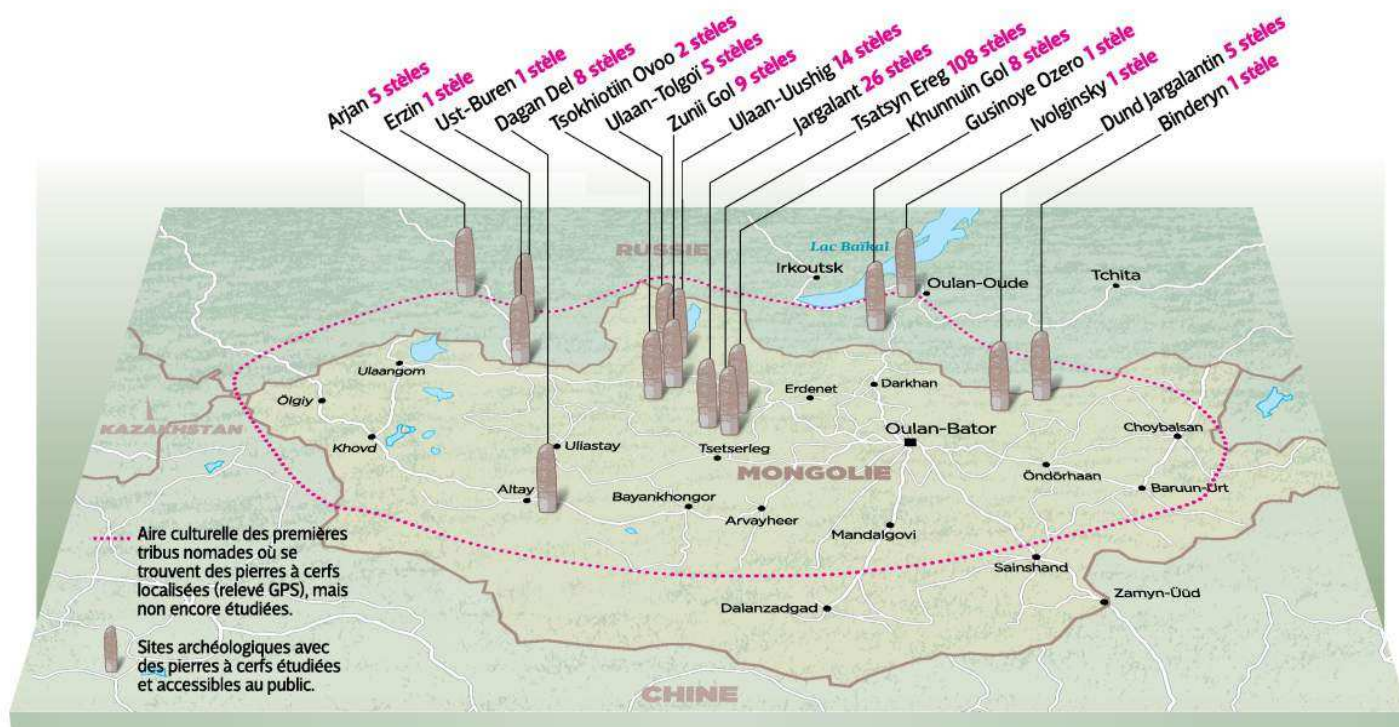 Arjan 5 stèles
Erzin 1 stèle
Ust-Buren 1 stèle
Dagan Del 8 stèles
Tsokhiotiin Ovoo 2 stèles
Ulaan-Tolgoï 5 stèles
Zunii Gol 9 stèles
Ulaan-Uushig 14 stèles
Jargalant 26 stèles
Tsatsyn Ereg 108 stèles
Khunnuin Gol 8 stèles
Gusinoye Ozero 1 stèle
Ivolginsky 1 stèle
Dund Jargalantin 5 stèles
Binderyn 1 stèle
RUSSIE
Lac Baïkal
Irkoutsk
Oulan-Oude
Tchita
Ulaangom
Ölgiy
KAZAKHSTAN
Khovd
Uliastay
Altay
Erdenet
Darkhan
Oulan-Bator
Tsetserleg
MONGOLIE
Choybalsan
Öndörhaan
Baruun-Urt
Bayankhongor
Arvayheer
Mandalgovi
Sainshand
Dalanzadgad
Zamyn-Üüd
CHINE
Aire culturelle des premières
tribus nomades où se
trouvent des pierres à cerfs
localisées (relevé GPS), mais
non encore étudiées.
Sites archéologiques avec
des pierres à cerfs étudiées
et accessibles au public.